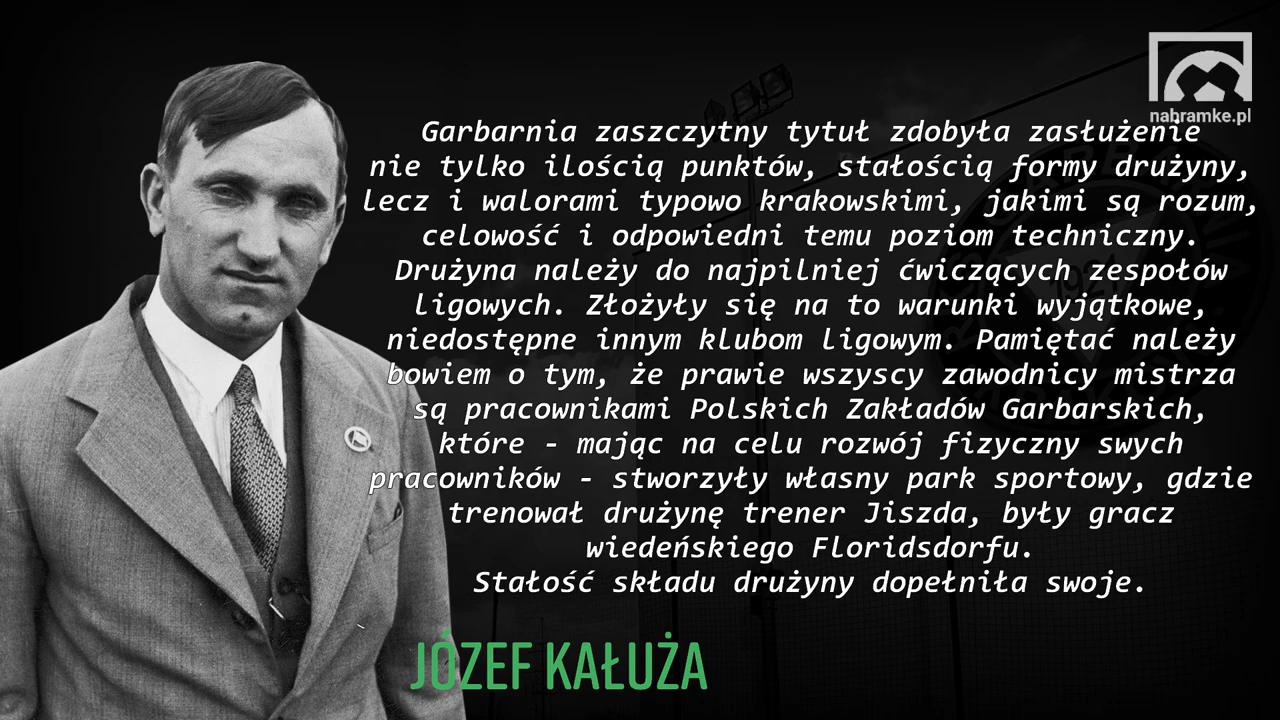 nabramke.pl
Garbarnia zaszczytny tytuł zdobyła zasłużenie
nie tylko ilością punktów, stałością formy drużyny,
lecz i walorami typowo krakowskimi, jakimi są rozum,
celowość i odpowiedni temu poziom techniczny.
Drużyna należy do najpilniej ćwiczących zespołów
ligowych. Złożyły się na to warunki wyjątkowe,
niedostępne innym klubom ligowym. Pamiętać należy
bowiem o tym, że prawie wszyscy zawodnicy mistrza
są pracownikami Polskich Zakładów Garbarskich,
które - mając na celu rozwój fizyczny swych
pracowników - stworzyły własny park sportowy, gdzie
trenował drużynę trener Jiszda, były gracz
wiedeńskiego Floridsdorfu.
Stałość składu drużyny dopełniła swoje.
JÓZEF KAŁUŻA